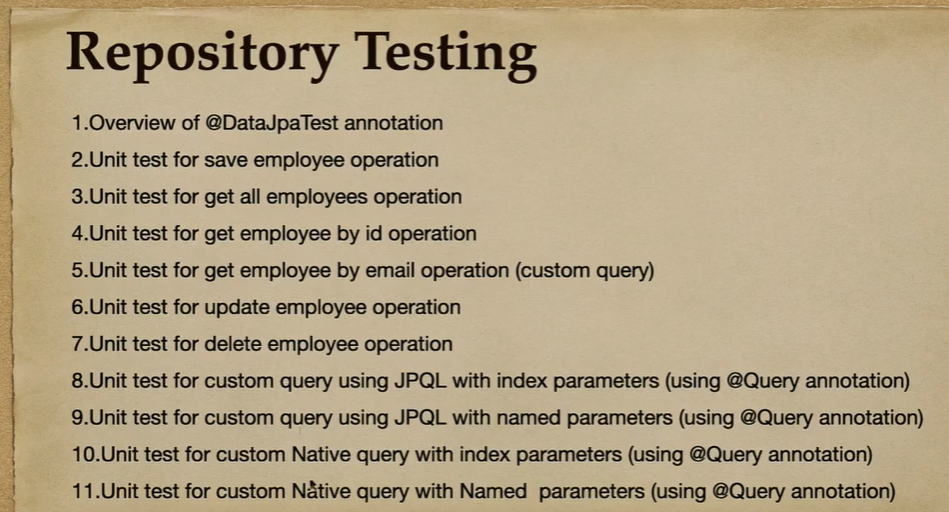 Repository Testing
1.Overview of @DataJpaTest annotation
2.Unit test for save employee operation
3.Unit test for get all employees operation
4.Unit test for get employee by id operation
5.Unit test for get employee by email operation (custom query)
6.Unit test for update employee operation
7.Unit test for delete employee operation
8.Unit test for custom query using JPQL with index parameters (using @Query annotation)
9.Unit test for custom query using JPQL with named parameters (using @Query annotation)
10.Unit test for custom Native query with index parameters (using @Query annotation)
11.Unit test for custom Native query with Named  parameters (using @Query annotation)